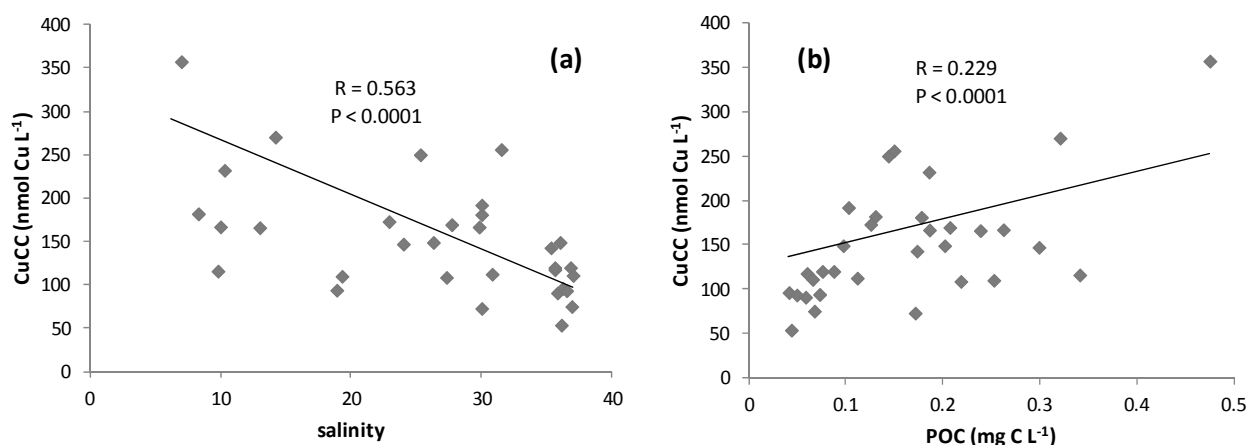 400
350
300
250
200
150
100
50
0
CuCC (nmol Cu L⁻¹)
(a)
R = 0.563
P < 0.0001
0 10 20 30 40
salinity
400
350
300
250
200
150
100
50
0
CuCC (nmol Cu L⁻¹)
(b)
R = 0.229
P < 0.0001
0 0.1 0.2 0.3 0.4 0.5
POC (mg C L⁻¹)